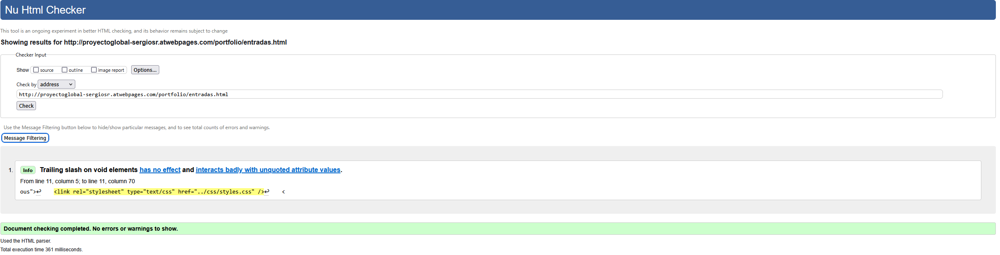 Nu Html Checker
This tool is an ongoing experiment in better HTML checking, and its behavior remains subject to change
Showing results for http://proyectoglobal-sergiosr.atwebpages.com/portfolio/entradas.html
Checker Input
Show source outline image report Options...
Check by address
http://proyectoglobal-sergiosr.atwebpages.com/portfolio/entradas.html
Check
Use the Message Filtering button below to hide/show particular messages, and to see total counts of errors and warnings.
Message Filtering
1. Info Trailing slash on void elements has no effect and interacts badly with unquoted attribute values.
From line 11, column 5; to line 11, column 70
ous">↩ <link rel="stylesheet" type="text/css" href="../css/styles.css" />↩ <
Document checking completed. No errors or warnings to show.
Used the HTML parser.
Total execution time 361 milliseconds.